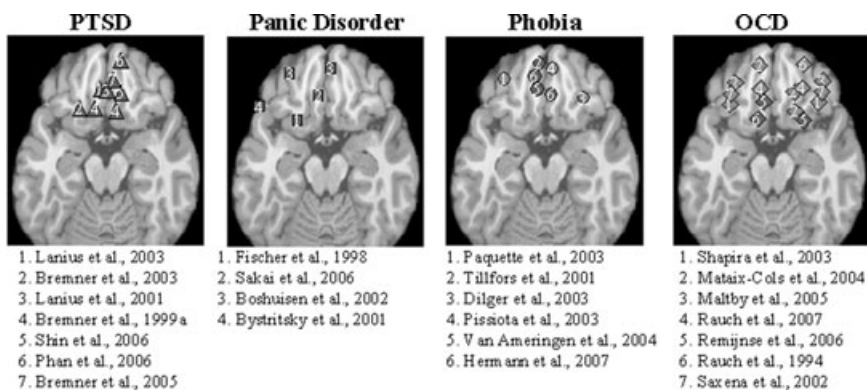 PTSD
Panic Disorder
Phobia
OCD
1. Lanius et al., 2003
2. Bremner et al., 2003
3. Lanius et al., 2001
4. Bremner et al., 1999a
5. Shin et al., 2006
6. Phan et al., 2006
7. Bremner et al., 2005
1. Fischer et al., 1998
2. Sakai et al., 2006
3. Boshuisen et al., 2002
4. Bystritsky et al., 2001
1. Paquette et al., 2003
2. Tillfors et al., 2001
3. Dilger et al., 2003
4. Pissiota et al., 2003
5. Van Ameringen et al., 2004
6. Hermann et al., 2007
1. Shapira et al., 2003
2. Mataix-Cols et al., 2004
3. Maltby et al., 2005
4. Rauch et al., 2007
5. Remijnse et al., 2006
6. Rauch et al., 1994
7. Saxena et al., 2002